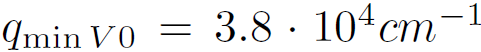 q_{\min V0} = 3.8 · 10^4 cm^{-1}